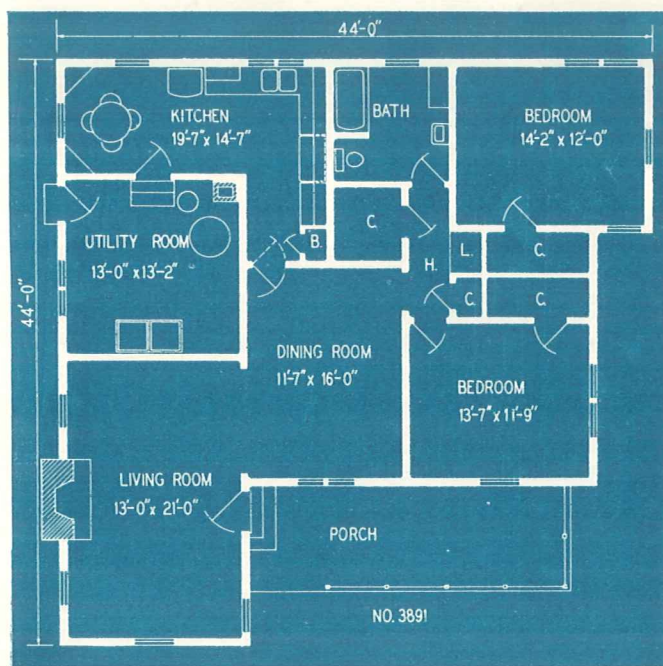 44'-0"
KITCHEN
19'-7" x 14'-7"
BATH
BEDROOM
14'-2" x 12'-0"
UTILITY ROOM
13'-0" x 13'-2"
B.
C.
H.
L.
C.
C.
C.
44'-0"
DINING ROOM
11'-7" x 16'-0"
BEDROOM
13'-7" x 11'-9"
LIVING ROOM
13'-0" x 21'-0"
PORCH
NO. 3891